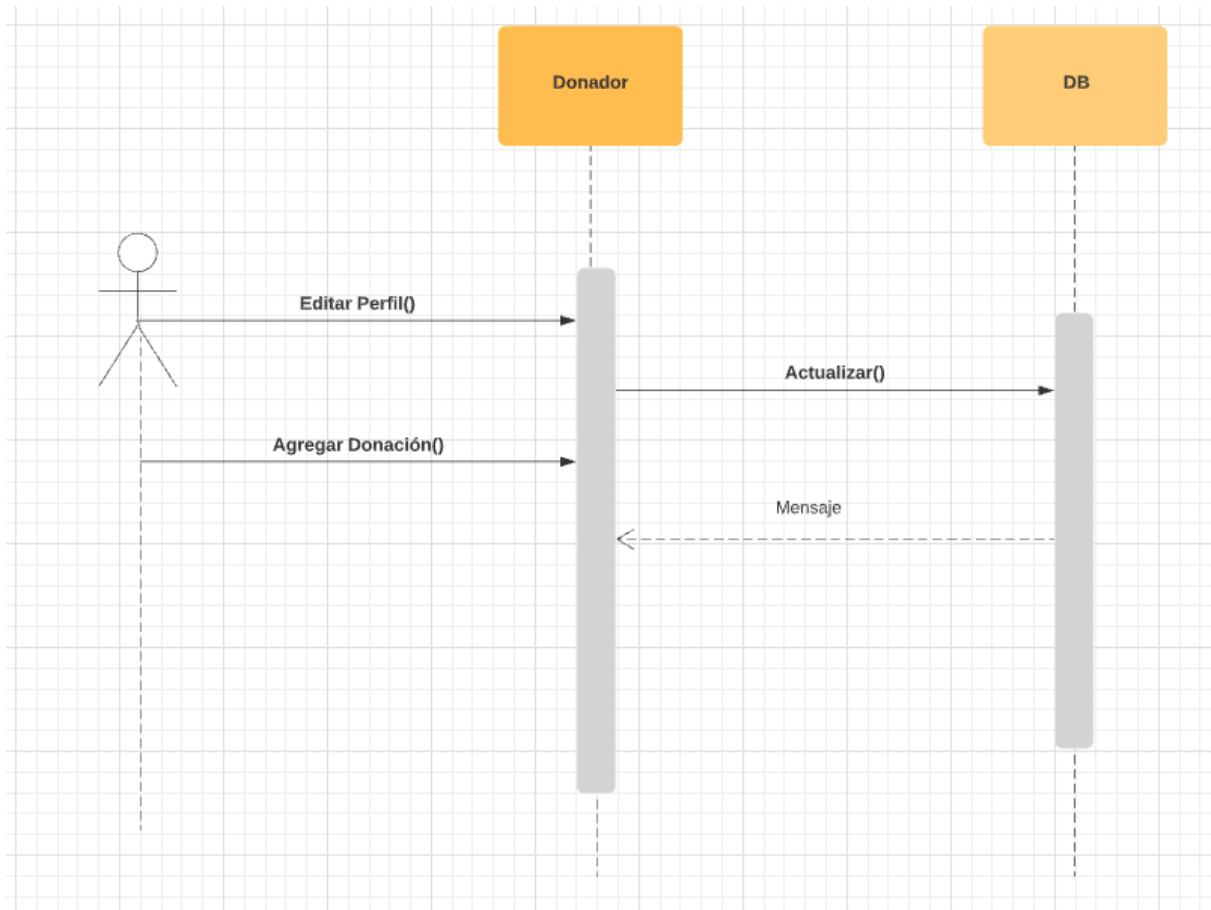 Donador
DB
Editar Perfil()
Actualizar()
Agregar Donación()
Mensaje